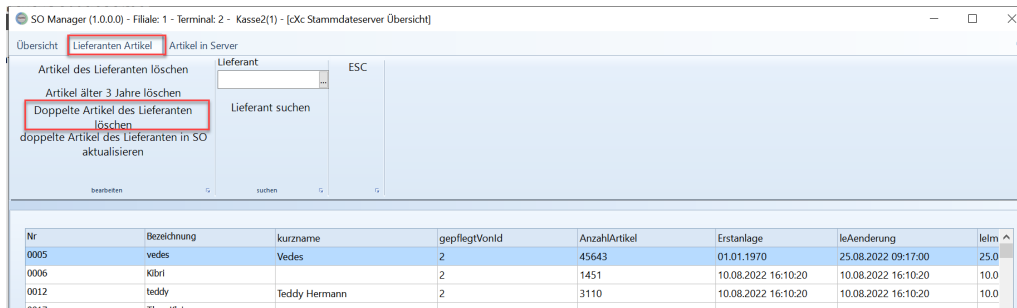 SO Manager (1.0.0.0) - Filiale: 1 - Terminal: 2 - Kasse2(1) - [cXc Stammdateserver Übersicht]
Übersicht Lieferanten Artikel Artikel in Server
Artikel des Lieferanten löschen
Artikel älter 3 Jahre löschen
Doppelte Artikel des Lieferanten
löschen
doppelte Artikel des Lieferanten in SO
aktualisieren
bearbeiten
Lieferant
...
Lieferant suchen
suchen
ESC
Nr Bezeichnung kurzname gepflegtVonId AnzahlArtikel Erstanlage leAenderung leIm
0005 vedes Vedes 2 45643 01.01.1970 25.08.2022 09:17:00 25.0
0006 Kibri 2 1451 10.08.2022 16:10:20 10.08.2022 16:10:20 10.0
0012 teddy Teddy Hermann 2 3110 10.08.2022 16:10:20 10.08.2022 16:10:20 10.0